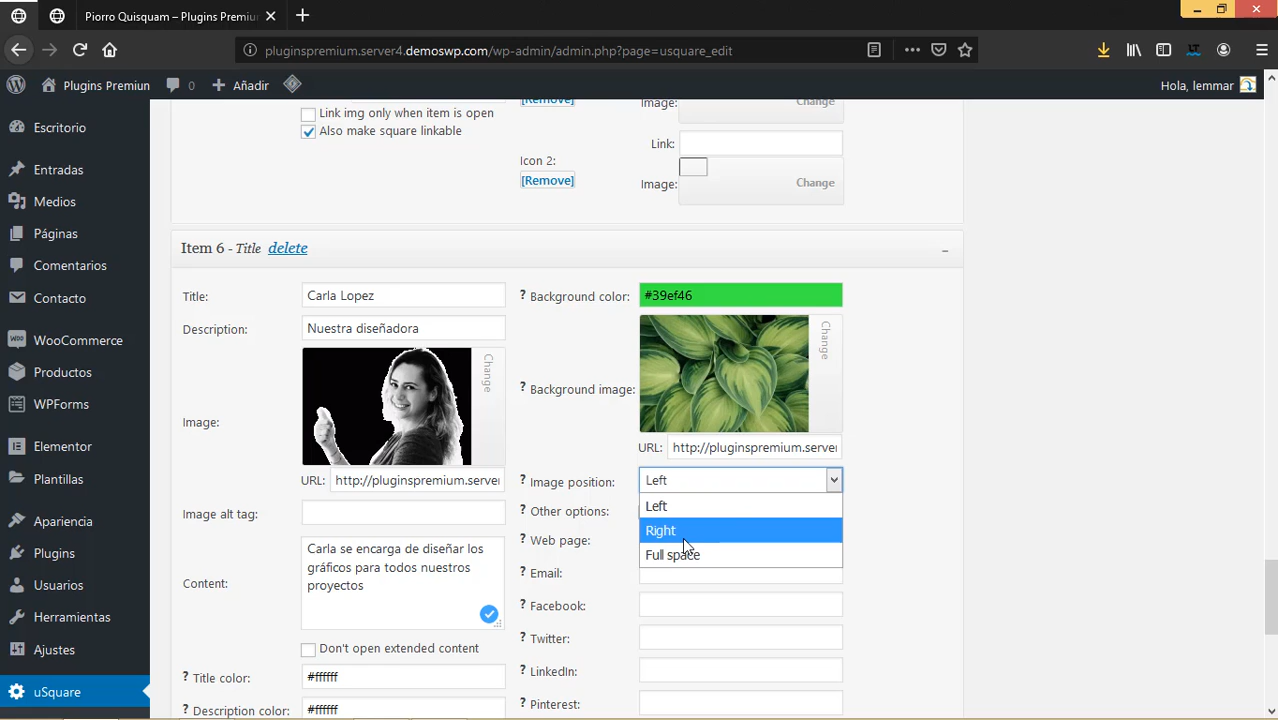 Piorro Quisquam – Plugins Premiu
pluginspremium.server4.demoswp.com/wp-admin/admin.php?page=usquare_edit
Plugins Premiun
0
Añadir
Hola, lemmar
Escritorio
Entradas
Medios
Páginas
Comentarios
Contacto
WooCommerce
Productos
WPForms
Elementor
Plantillas
Apariencia
Plugins
Usuarios
Herramientas
Ajustes
uSquare
Link img only when item is open
Also make square linkable
[Remove]
Image:
Change
Link:
Icon 2:
[Remove]
Image:
Change
Item 6 - Title delete
Title:
Carla Lopez
Description:
Nuestra diseñadora
Image:
Change
URL:
http://pluginspremium.server
Image alt tag:
Content:
Carla se encarga de diseñar los
gráficos para todos nuestros
proyectos
Don't open extended content
? Title color:
#ffffff
? Description color:
#ffffff
? Background color:
#39ef46
? Background image:
Change
URL:
http://pluginspremium.server
? Image position:
Left
Left
Right
Full space
? Other options:
? Web page:
? Email:
? Facebook:
? Twitter:
? LinkedIn:
? Pinterest: